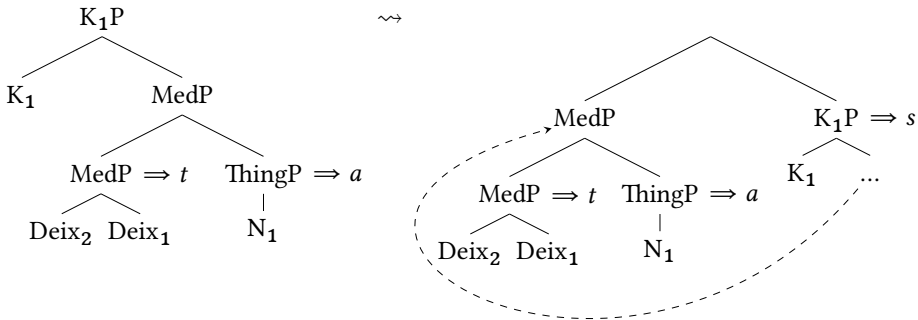 K₁P ⇝
K₁ MedP MedP K₁P ⇒ s
MedP ⇒ t ThingP ⇒ a MedP ⇒ t ThingP ⇒ a K₁ ...
Deix₂ Deix₁ N₁ Deix₂ Deix₁ N₁